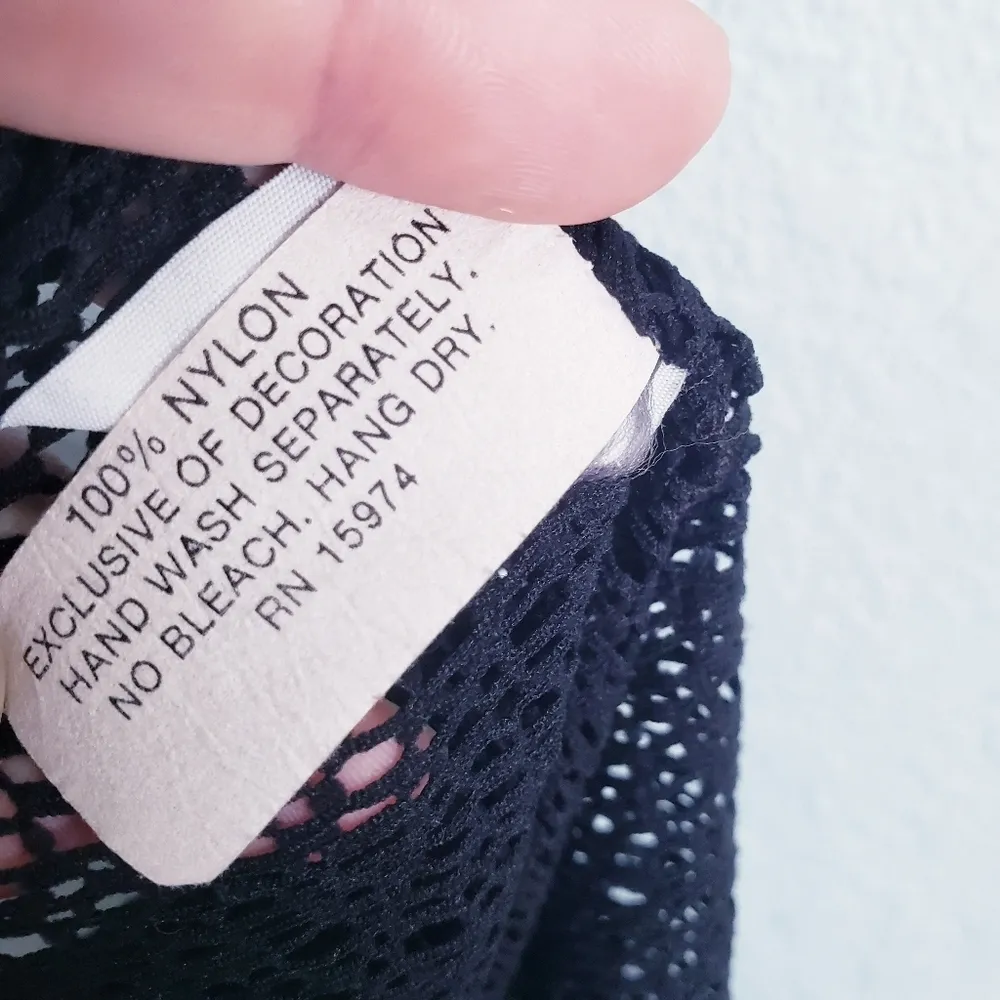 100% NYLON
EXCLUSIVE OF DECORATION
HAND WASH SEPARATELY.
NO BLEACH. HANG DRY.
RN 15974